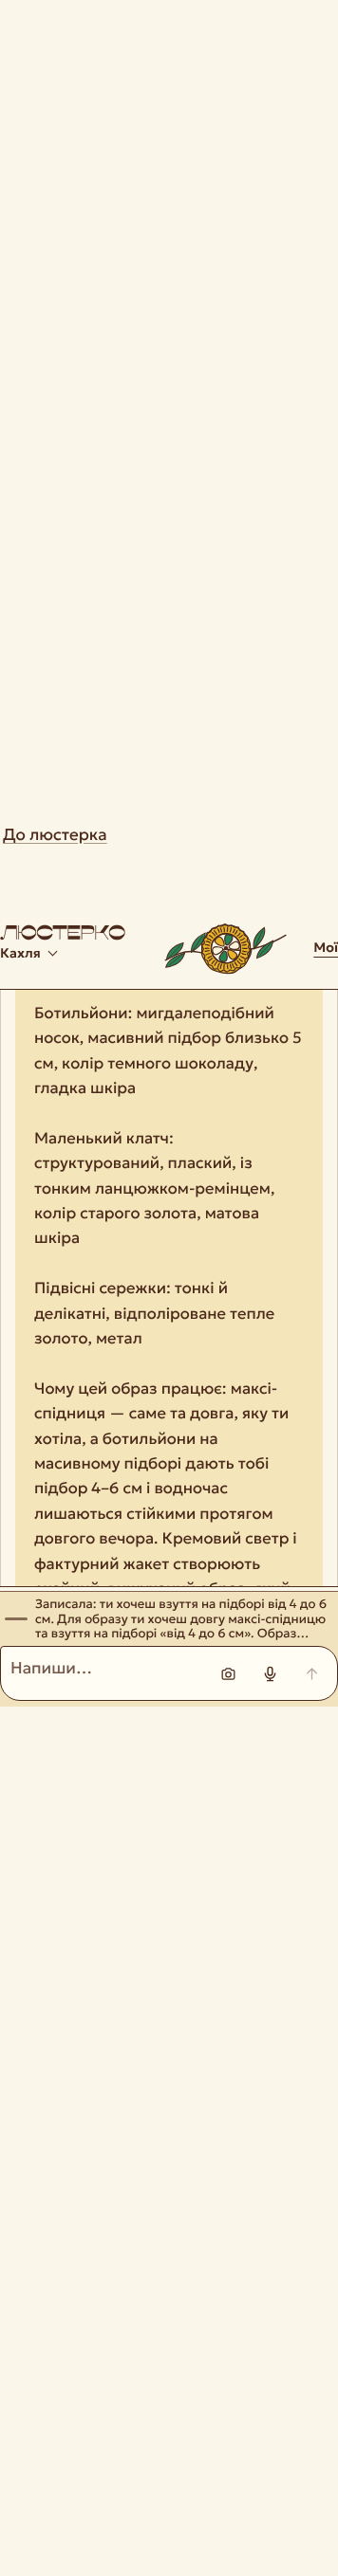 До люстерка
ЛЮСТЕРКО
Кахля
Мої
Ботильйони: мигдалеподібний
носок, масивний підбор близько 5
см, колір темного шоколаду,
гладка шкіра
Маленький клатч:
структурований, плаский, із
тонким ланцюжком-ремінцем,
колір старого золота, матова
шкіра
Підвісні сережки: тонкі й
делікатні, відполіроване тепле
золото, метал
Чому цей образ працює: максі-
спідниця — саме та довга, яку ти
хотіла, а ботильйони на
масивному підборі дають тобі
підбор 4–6 см і водночас
лишаються стійкими протягом
довгого вечора. Кремовий светр і
фактурний жакет створюють
Записала: ти хочеш взуття на підборі від 4 до 6
см. Для образу ти хочеш довгу максі-спідницю
та взуття на підборі «від 4 до 6 см». Образ...
Напиши...